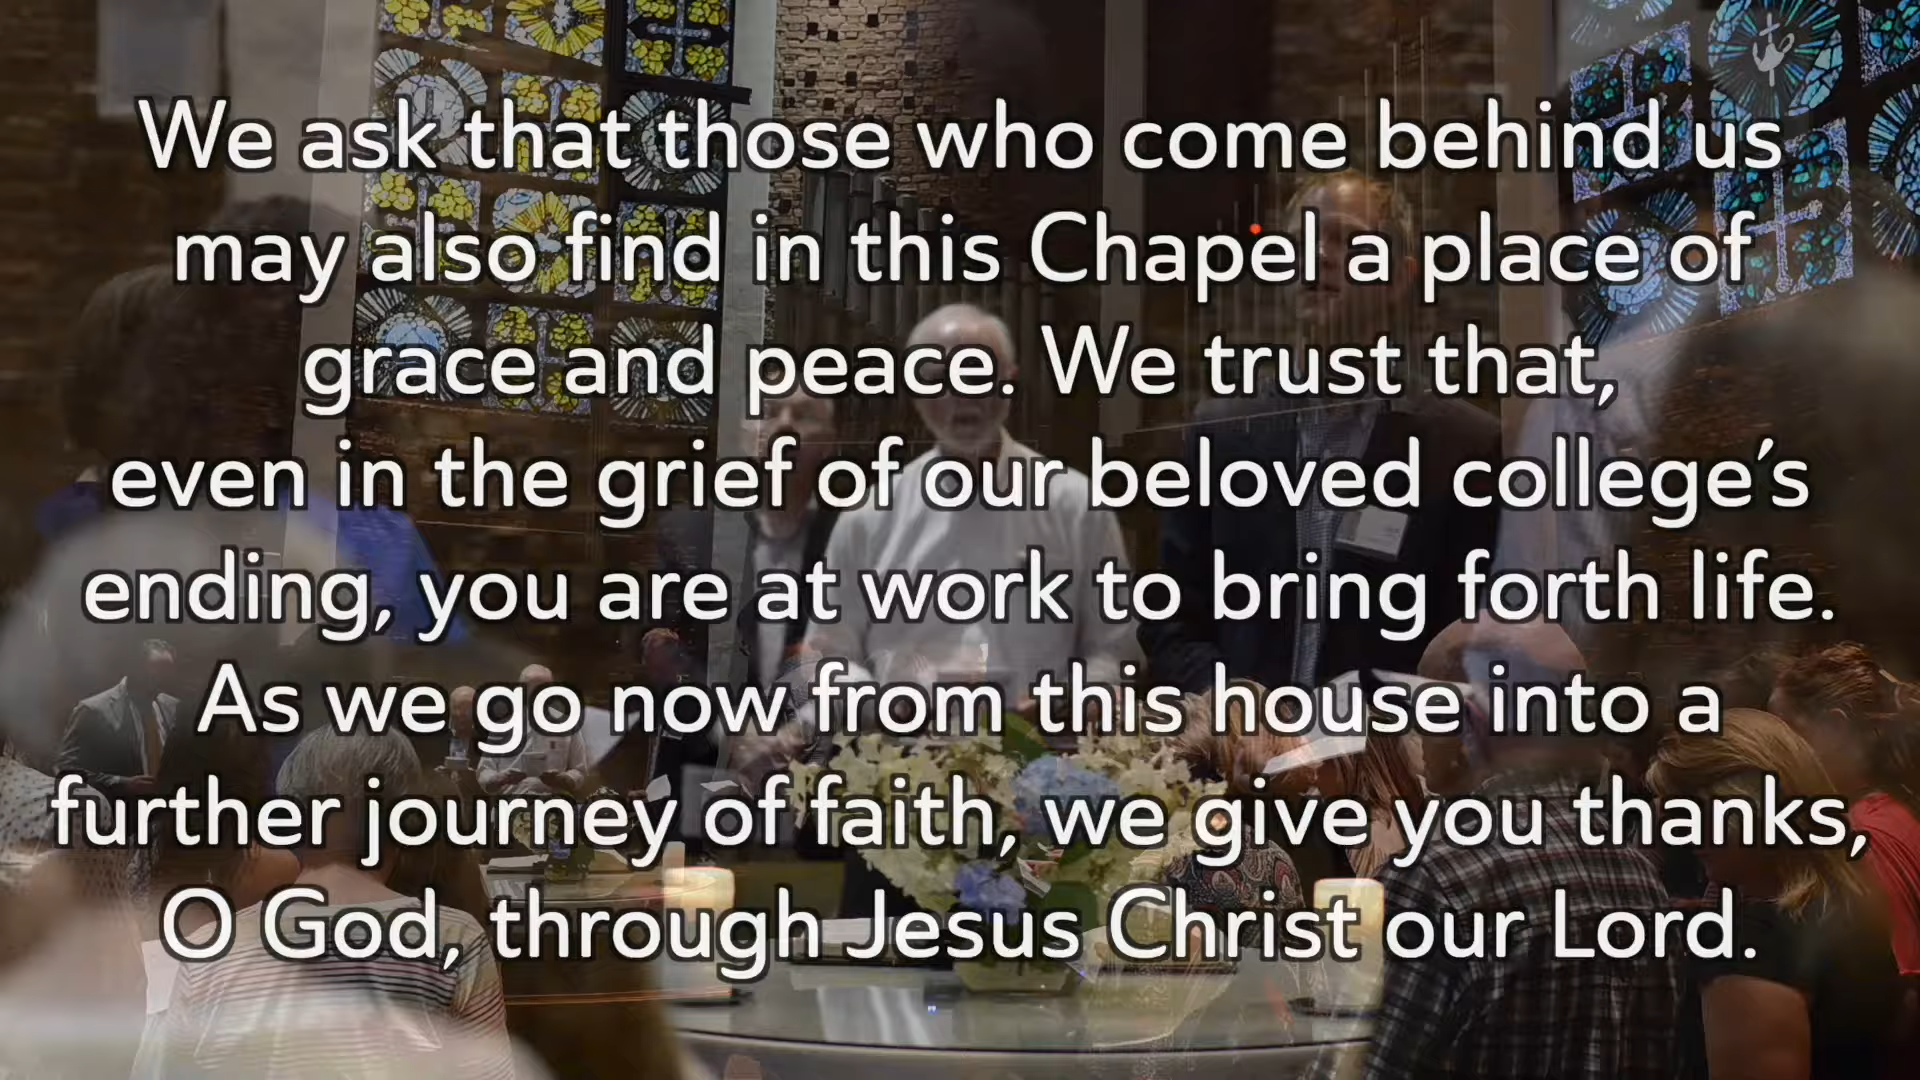 We ask that those who come behind us
may also find in this Chapel a place of
grace and peace. We trust that,
even in the grief of our beloved college's
ending, you are at work to bring forth life.
As we go now from this house into a
further journey of faith, we give you thanks,
O God, through Jesus Christ our Lord.